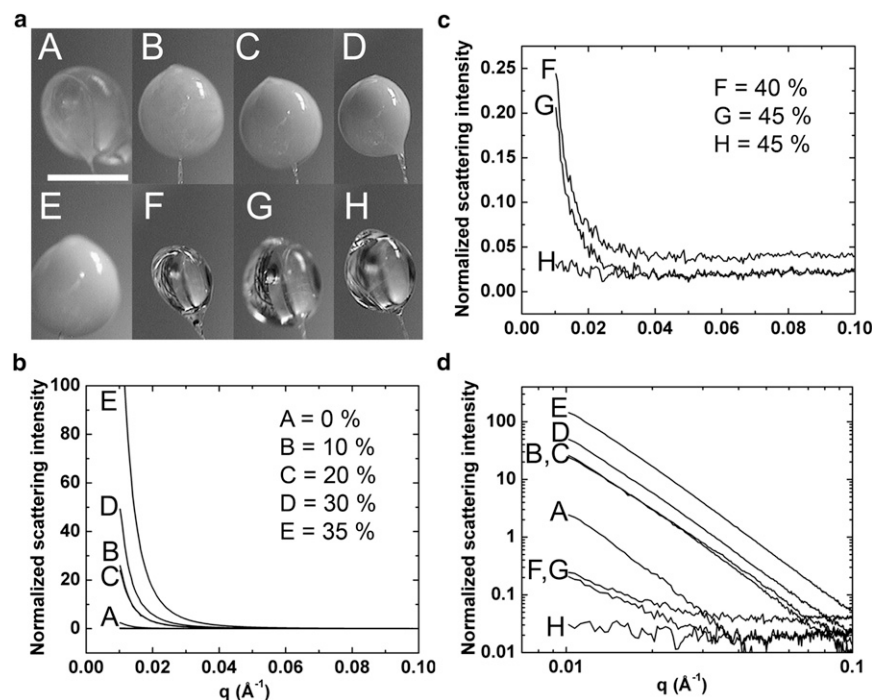 a
A B C D
E F G H
b
Normalized scattering intensity
100
80
60
40
20
0
E
D
B
C
A
A = 0 %
B = 10 %
C = 20 %
D = 30 %
E = 35 %
0.00 0.02 0.04 0.06 0.08 0.10
q (Å⁻¹)
c
Normalized scattering intensity
0.25
0.20
0.15
0.10
0.05
0.00
F
G
H
F = 40 %
G = 45 %
H = 45 %
0.00 0.02 0.04 0.06 0.08 0.10
d
Normalized scattering intensity
100
10
1
0.1
0.01
E
D
B,C
A
F,G
H
0.01 0.1
q (Å⁻¹)